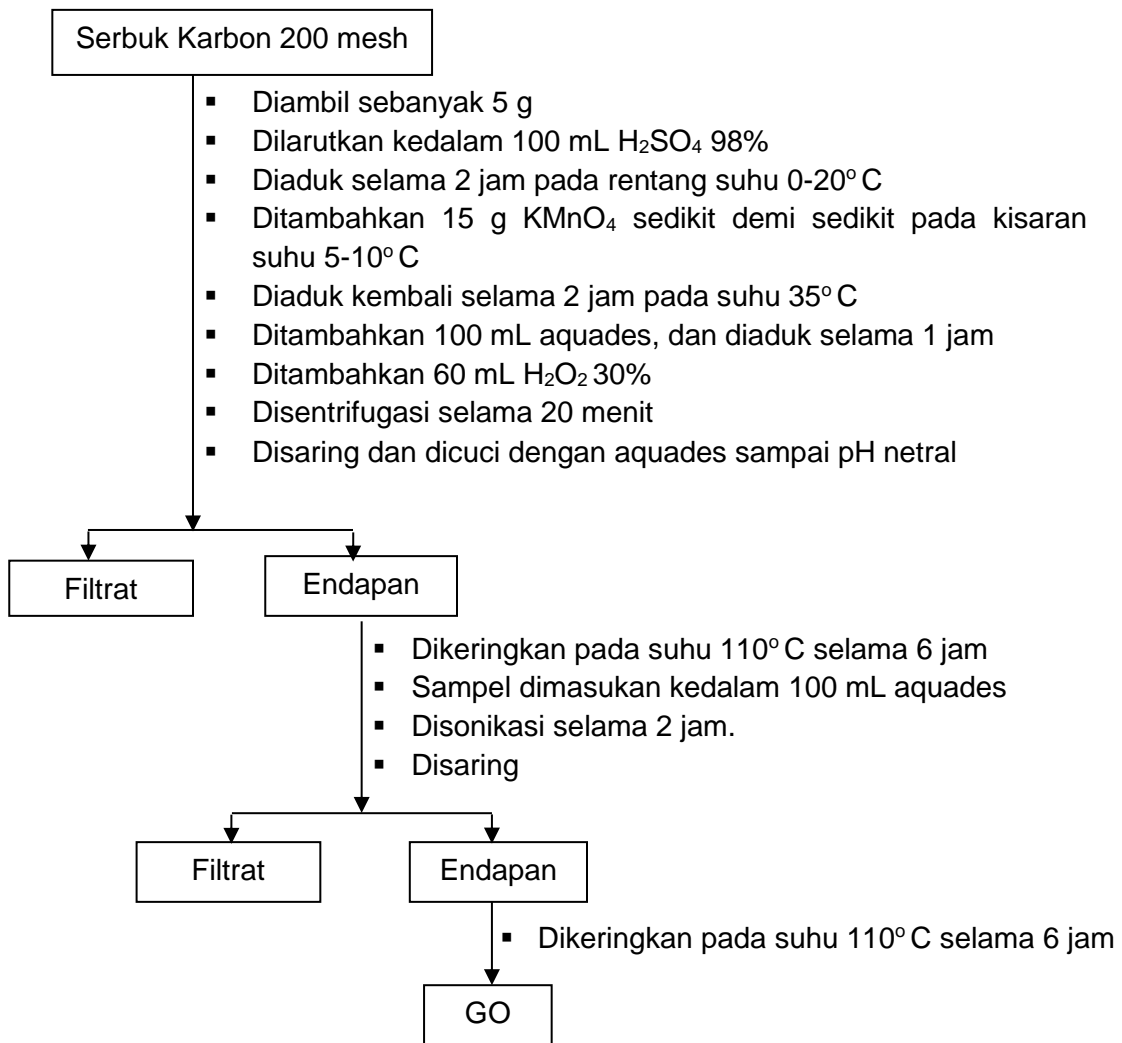 Serbuk Karbon 200 mesh
▪ Diambil sebanyak 5 g
▪ Dilarutkan kedalam 100 mL H₂SO₄ 98%
▪ Diaduk selama 2 jam pada rentang suhu 0-20º C
▪ Ditambahkan 15 g KMnO₄ sedikit demi sedikit pada kisaran
suhu 5-10º C
▪ Diaduk kembali selama 2 jam pada suhu 35º C
▪ Ditambahkan 100 mL aquades, dan diaduk selama 1 jam
▪ Ditambahkan 60 mL H₂O₂ 30%
▪ Disentrifugasi selama 20 menit
▪ Disaring dan dicuci dengan aquades sampai pH netral
Filtrat
Endapan
▪ Dikeringkan pada suhu 110º C selama 6 jam
▪ Sampel dimasukan kedalam 100 mL aquades
▪ Disonikasi selama 2 jam.
▪ Disaring
Filtrat
Endapan
▪ Dikeringkan pada suhu 110º C selama 6 jam
GO